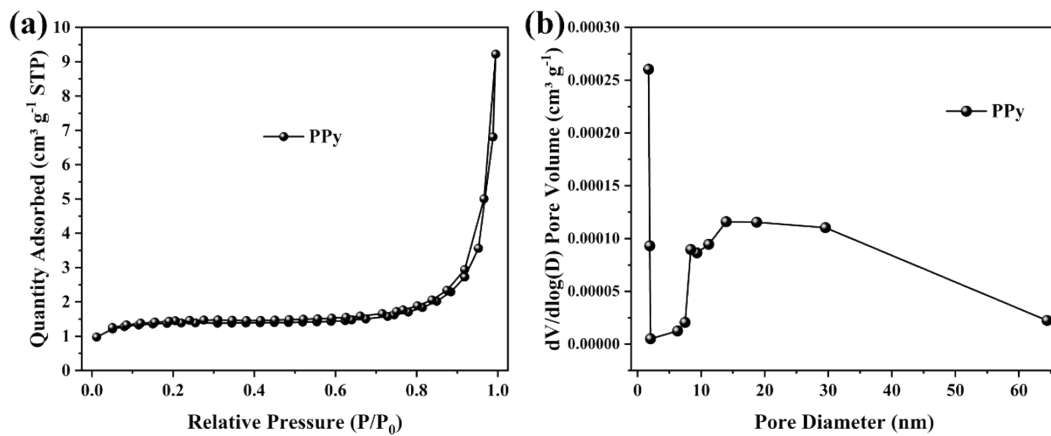 (a)
10
9
8
7
6
5
4
3
2
1
0
Quantity Adsorbed (cm³ g⁻¹ STP)
PPy
0.0 0.2 0.4 0.6 0.8 1.0
Relative Pressure (P/P₀)
(b)
0.00030
0.00025
0.00020
0.00015
0.00010
0.00005
0.00000
dV/dlog(D) Pore Volume (cm³ g⁻¹)
PPy
0 10 20 30 40 50 60
Pore Diameter (nm)